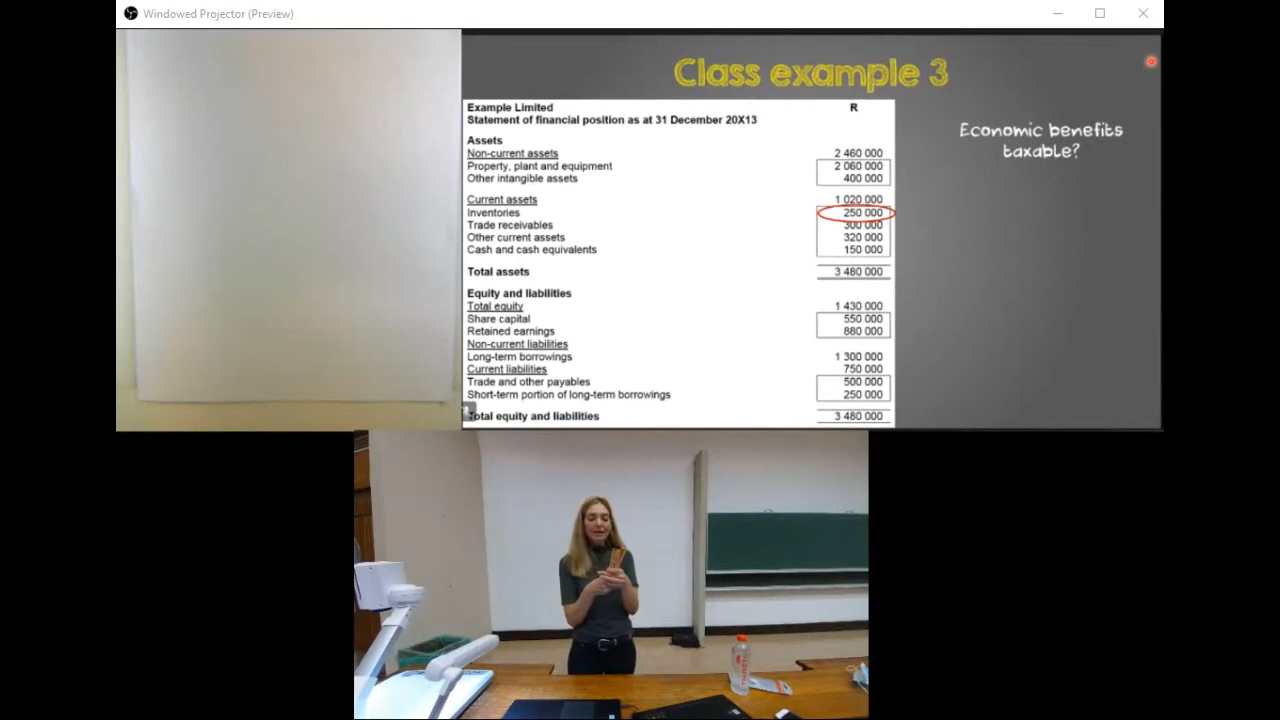 Windowed Projector (Preview)
Class example 3
Example Limited R
Statement of financial position as at 31 December 20X13
Assets
Non-current assets 2 460 000
Property, plant and equipment 2 060 000
Other intangible assets 400 000
Current assets 1 020 000
Inventories 250 000
Trade receivables 300 000
Other current assets 320 000
Cash and cash equivalents 150 000
Total assets 3 480 000
Equity and liabilities
Total equity 1 430 000
Share capital 550 000
Retained earnings 880 000
Non-current liabilities
Long-term borrowings 1 300 000
Current liabilities 750 000
Trade and other payables 500 000
Short-term portion of long-term borrowings 250 000
Total equity and liabilities 3 480 000
Economic benefits
taxable?